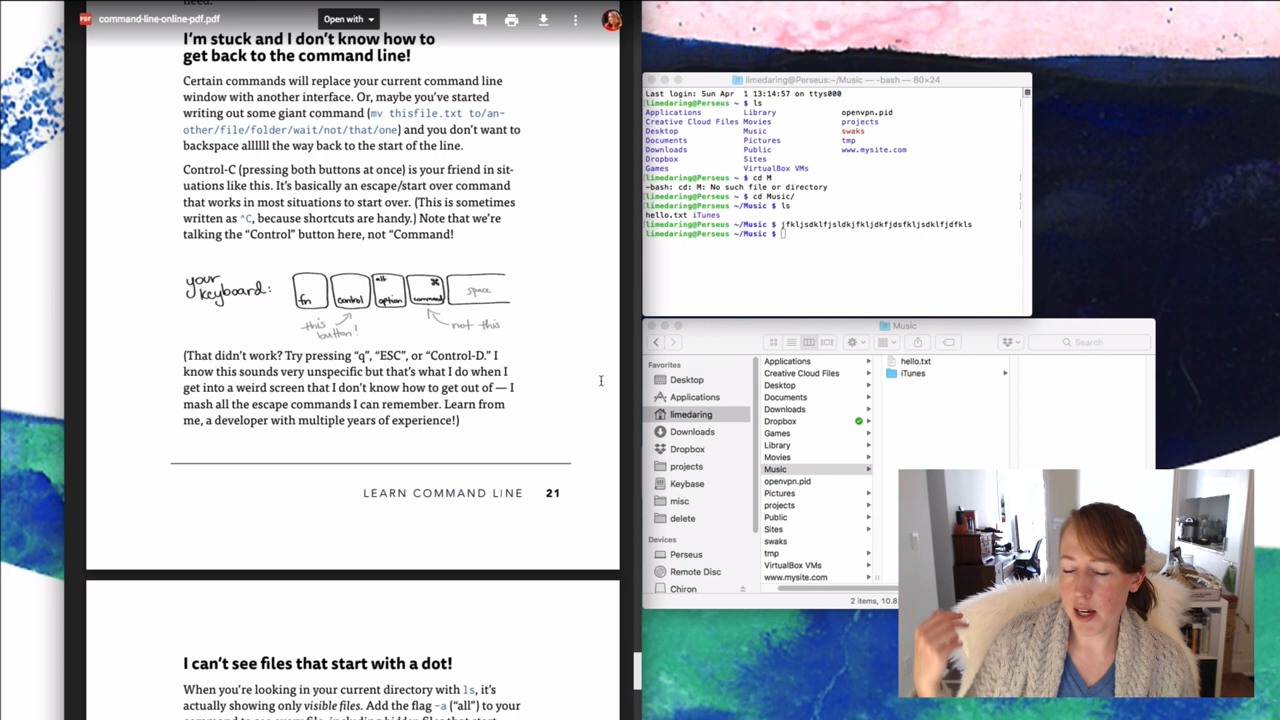 need.
command-line-online-pdf.pdf
Open with
I'm stuck and I don't know how to
get back to the command line!
Certain commands will replace your current command line
window with another interface. Or, maybe you've started
writing out some giant command (mv thisfile.txt to/an-
other/file/folder/wait/not/that/one) and you don't want to
backspace allllll the way back to the start of the line.
Control-C (pressing both buttons at once) is your friend in sit-
uations like this. It's basically an escape/start over command
that works in most situations to start over. (This is sometimes
written as ^C, because shortcuts are handy.) Note that we're
talking the “Control” button here, not “Command!
your
keyboard:
fn
control
alt
option
⌘
command
space
this
button!
not this
(That didn't work? Try pressing “q”, “ESC”, or “Control-D.” I
know this sounds very unspecific but that's what I do when I
get into a weird screen that I don't know how to get out of — I
mash all the escape commands I can remember. Learn from
me, a developer with multiple years of experience!)
LEARN COMMAND LINE 21
I can't see files that start with a dot!
When you're looking in your current directory with ls, it's
actually showing only visible files. Add the flag -a (“all”) to your
limedaring@Perseus:~/Music — -bash — 80×24
Last login: Sun Apr 1 13:14:57 on ttys000
limedaring@Perseus ~ $ ls
Applications Library openvpn.pid
Creative Cloud Files Movies projects
Desktop Music swaks
Documents Pictures tmp
Downloads Public www.mysite.com
Dropbox Sites
Games VirtualBox VMs
limedaring@Perseus ~ $ cd M
-bash: cd: M: No such file or directory
limedaring@Perseus ~ $ cd Music/
limedaring@Perseus ~/Music $ ls
hello.txt iTunes
limedaring@Perseus ~/Music $ jfkljsdklfjsldkjfkljdkfjdsfkljsdklfjdfkls
limedaring@Perseus ~/Music $
Music
Search
Favorites
Desktop
Applications
limedaring
Downloads
Dropbox
projects
Keybase
misc
delete
Devices
Perseus
Remote Disc
Chiron
Applications
Creative Cloud Files
Desktop
Documents
Downloads
Dropbox
Games
Library
Movies
Music
openvpn.pid
Pictures
projects
Public
Sites
swaks
tmp
VirtualBox VMs
www.mysite.com
hello.txt
iTunes
2 items, 10.8